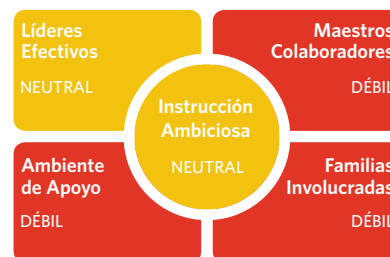 Líderes
Efectivos
NEUTRAL
Maestros
Colaboradores
DÉBIL
Instrucción
Ambiciosa
NEUTRAL
Ambiente
de Apoyo
DÉBIL
Familias
Involucradas
DÉBIL